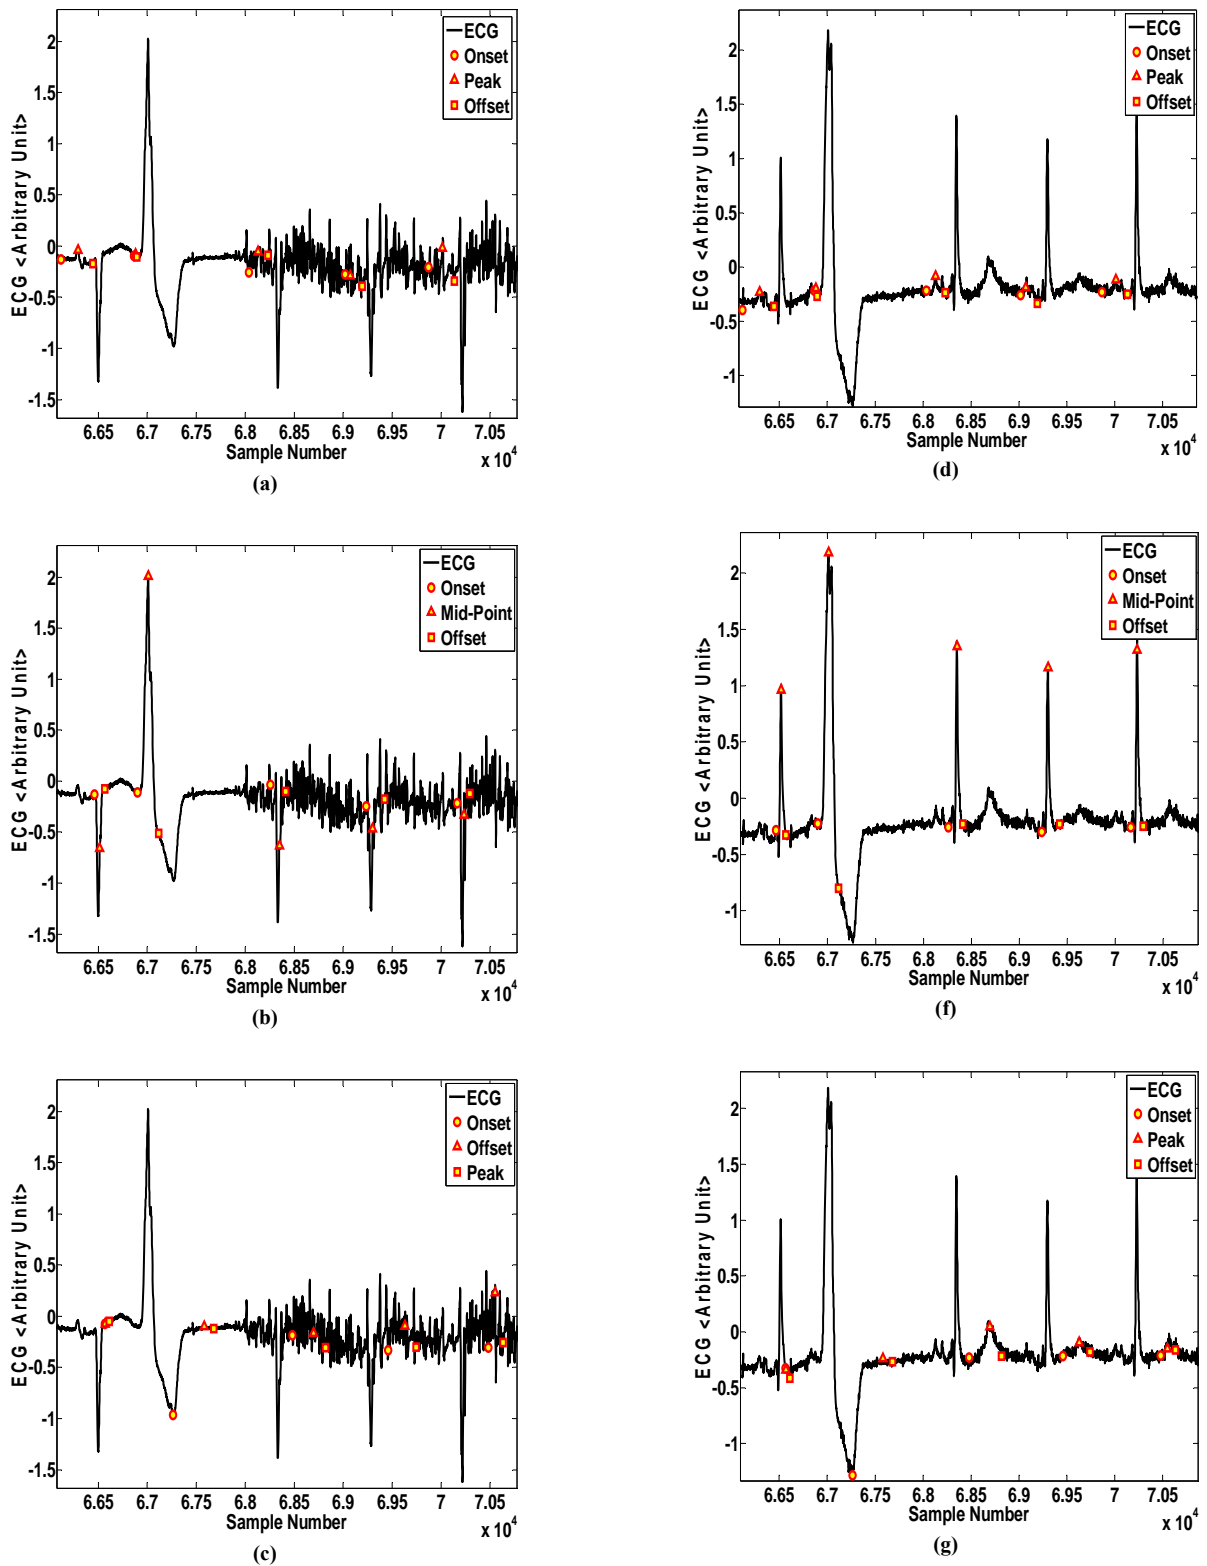 ECG <Arbitrary Unit>
2
1.5
1
0.5
0
-0.5
-1
-1.5
ECG
Onset
Peak
Offset
6.65 6.7 6.75 6.8 6.85 6.9 6.95 7 7.05
Sample Number
x 10^4
(a)
ECG <Arbitrary Unit>
2
1.5
1
0.5
0
-0.5
-1
ECG
Onset
Peak
Offset
6.65 6.7 6.75 6.8 6.85 6.9 6.95 7 7.05
Sample Number
x 10^4
(d)
ECG <Arbitrary Unit>
2
1.5
1
0.5
0
-0.5
-1
-1.5
ECG
Onset
Mid-Point
Offset
6.65 6.7 6.75 6.8 6.85 6.9 6.95 7 7.05
Sample Number
x 10^4
(b)
ECG <Arbitrary Unit>
2
1.5
1
0.5
0
-0.5
-1
ECG
Onset
Mid-Point
Offset
6.65 6.7 6.75 6.8 6.85 6.9 6.95 7 7.05
Sample Number
x 10^4
(f)
ECG <Arbitrary Unit>
2
1.5
1
0.5
0
-0.5
-1
-1.5
ECG
Onset
Offset
Peak
6.65 6.7 6.75 6.8 6.85 6.9 6.95 7 7.05
Sample Number
x 10^4
(c)
ECG <Arbitrary Unit>
2
1.5
1
0.5
0
-0.5
-1
ECG
Onset
Peak
Offset
6.65 6.7 6.75 6.8 6.85 6.9 6.95 7 7.05
Sample Number
x 10^4
(g)